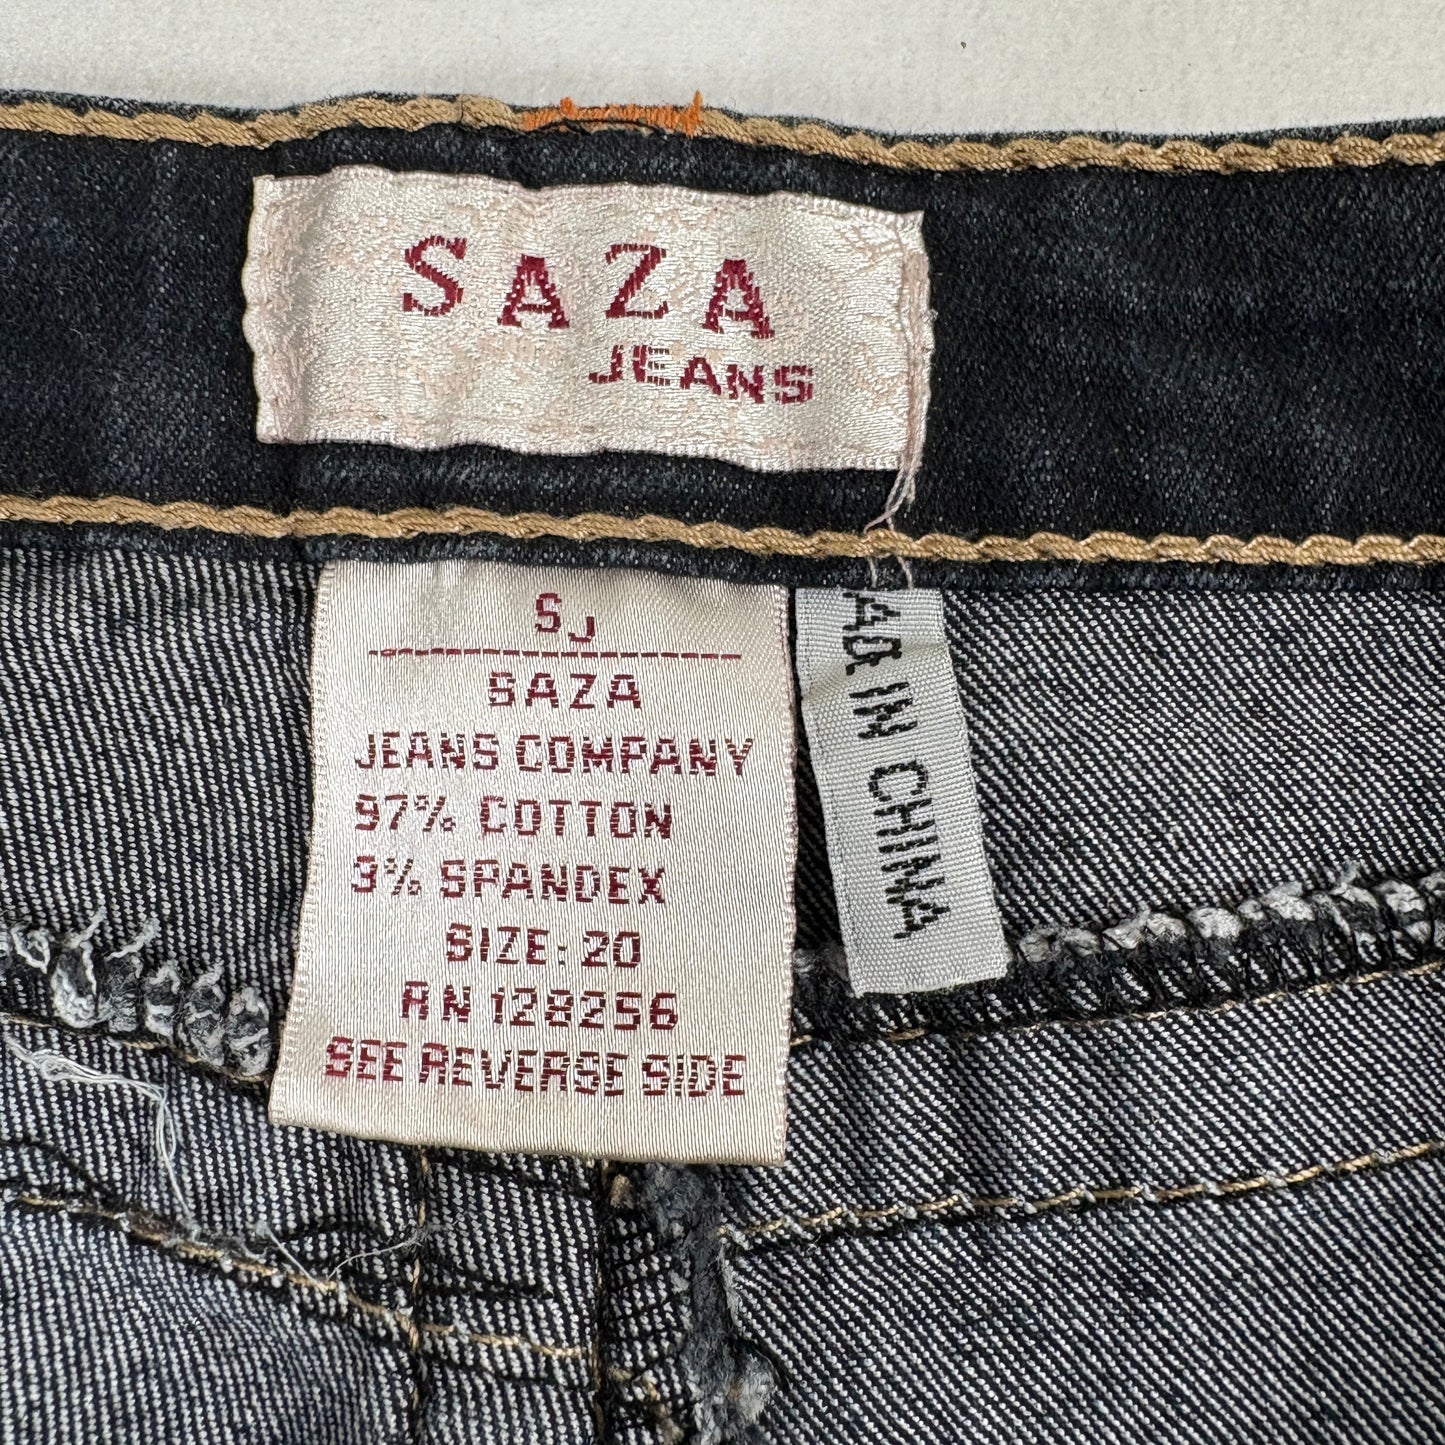 SAZA
JEANS
SJ
SAZA
JEANS COMPANY
97% COTTON
3% SPANDEX
SIZE: 20
RN 128256
SEE REVERSE SIDE
IN CHINA